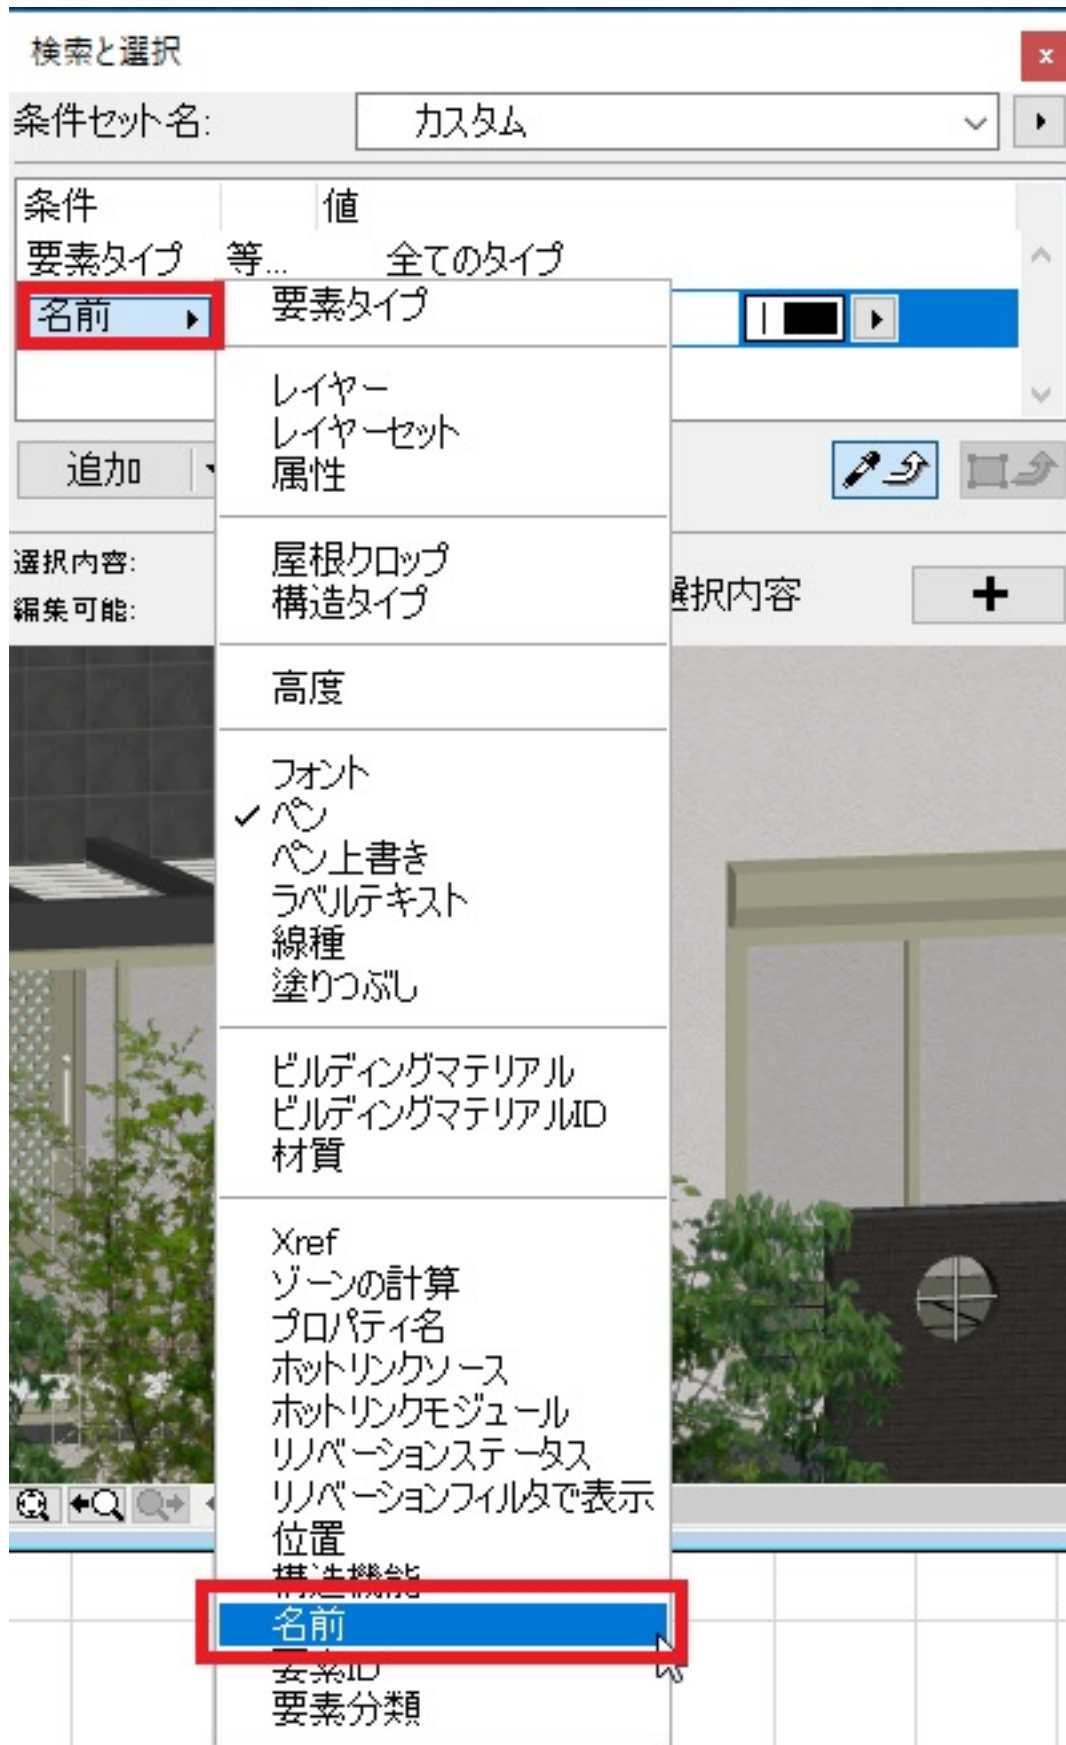 検索と選択
条件セット名: カスタム
条件 値
要素タイプ 等... 全てのタイプ
名前
要素タイプ
レイヤー
レイヤーセット
属性
追加
屋根クロップ
構造タイプ
選択内容:
編集可能:
選択内容
高度
フォント
ペン
ペン上書き
ラベルテキスト
線種
塗りつぶし
ビルディングマテリアル
ビルディングマテリアルID
材質
Xref
ゾーンの計算
プロパティ名
ホットリンクソース
ホットリンクモジュール
リノベーションステータス
リノベーションフィルタで表示
位置
構造機能
名前
要素ID
要素分類